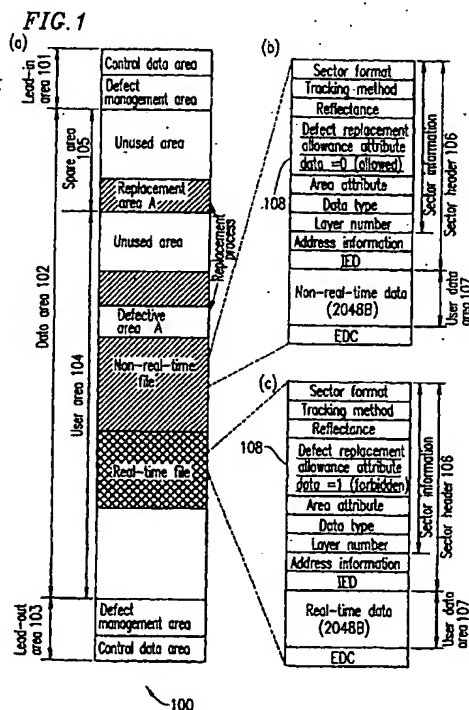 FIG. 1
(a)
Lead-in
area 101
Control data area
Defect
management area
Spare area
105
Unused area
Replacement
area A
Replacement
process
Data area 102
User area 104
Unused area
Defective
area A
Non-real-time
file
Real-time file
Lead-out
area 103
Defect
management area
Control data area
100
(b)
Sector format
Tracking method
Reflectance
Defect replacement
allowance attribute
data =0 (allowed)
108
Area attribute
Data type
Layer number
Address information
IED
Non-real-time data
(2048B)
EDC
Sector information
Sector header 106
User data
area 107
(c)
Sector format
Tracking method
Reflectance
108
Defect replacement
allowance attribute
data =1 (forbidden)
Area attribute
Data type
Layer number
Address information
IED
Real-time data
(2048B)
EDC
Sector information
Sector header 106
User data
area 107